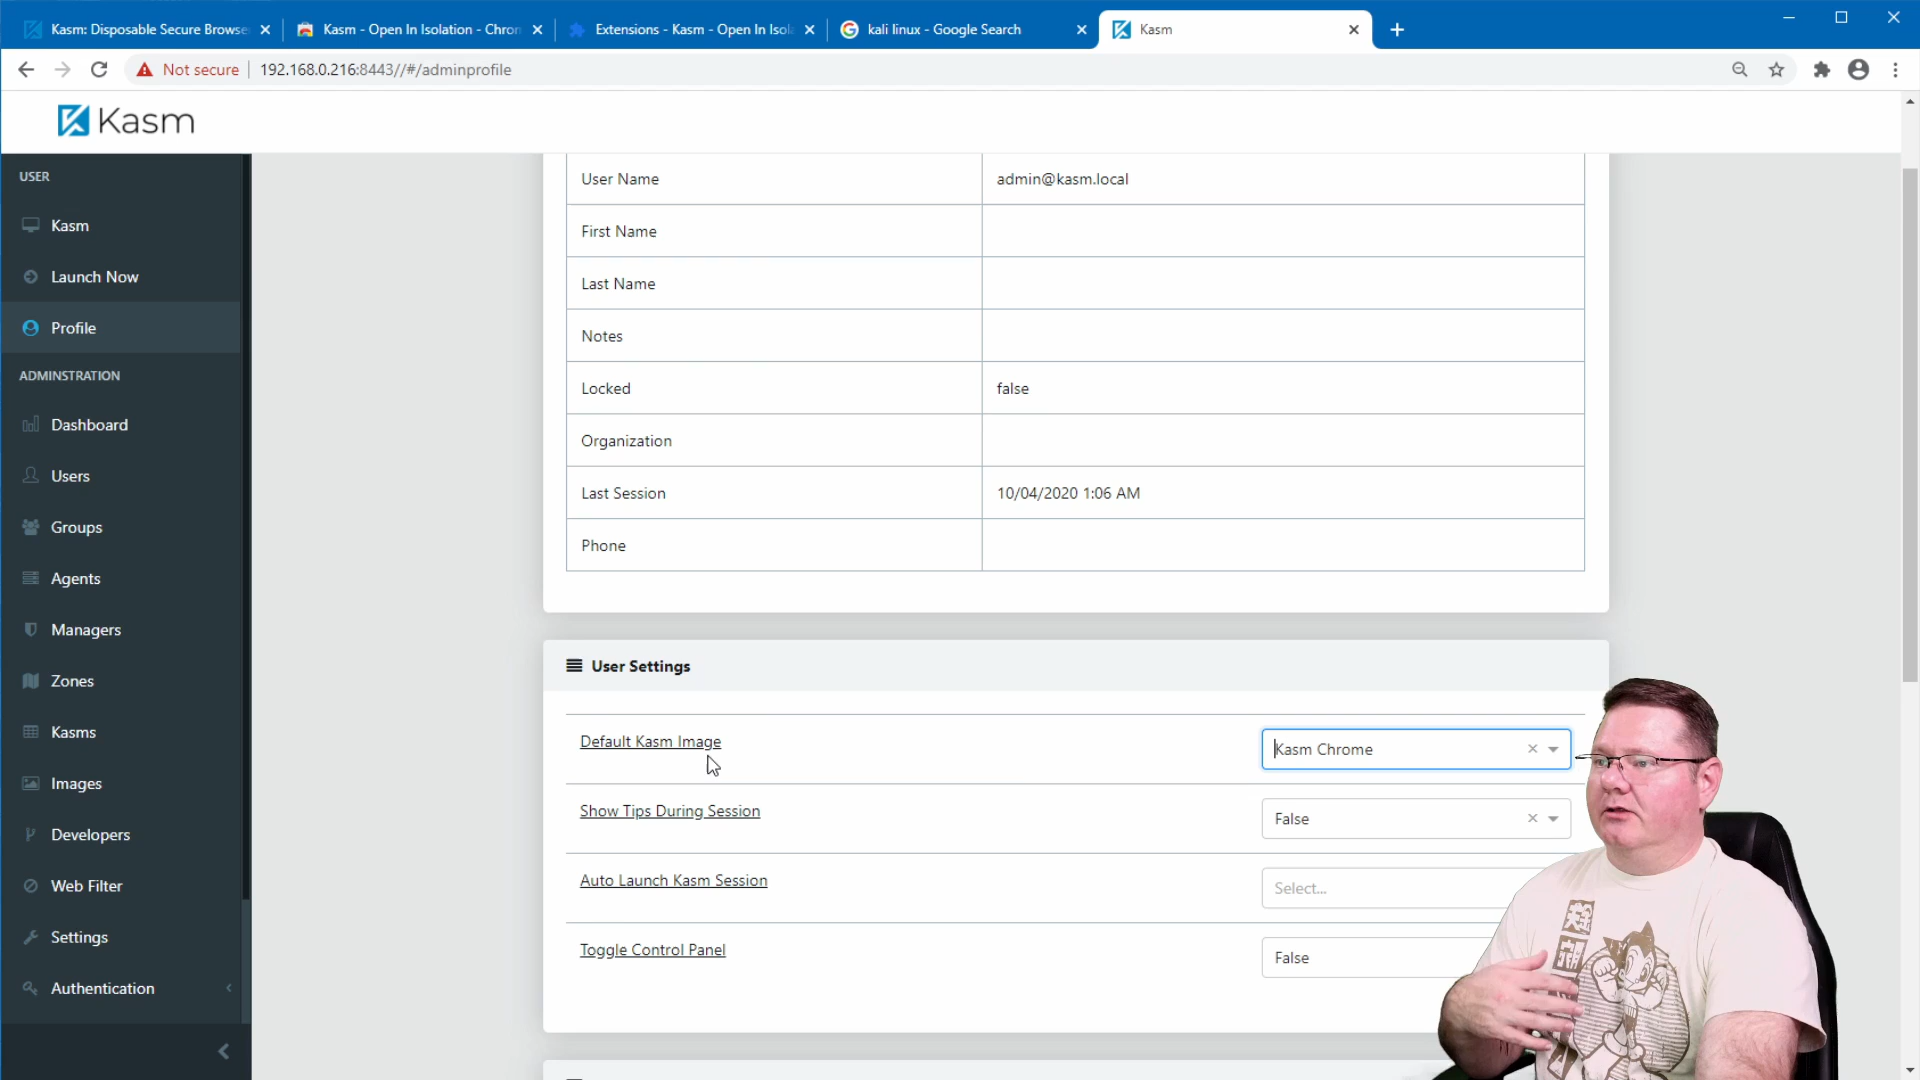 Kasm: Disposable Secure Browse
Kasm - Open In Isolation - Chrom
Extensions - Kasm - Open In Isola
kali linux - Google Search
Kasm
Not secure
192.168.0.216:8443//#/adminprofile
Kasm
USER
Kasm
Launch Now
Profile
ADMINSTRATION
Dashboard
Users
Groups
Agents
Managers
Zones
Kasms
Images
Developers
Web Filter
Settings
Authentication
User Name admin@kasm.local
First Name
Last Name
Notes
Locked false
Organization
Last Session 10/04/2020 1:06 AM
Phone
User Settings
Default Kasm Image Kasm Chrome
Show Tips During Session False
Auto Launch Kasm Session Select...
Toggle Control Panel False